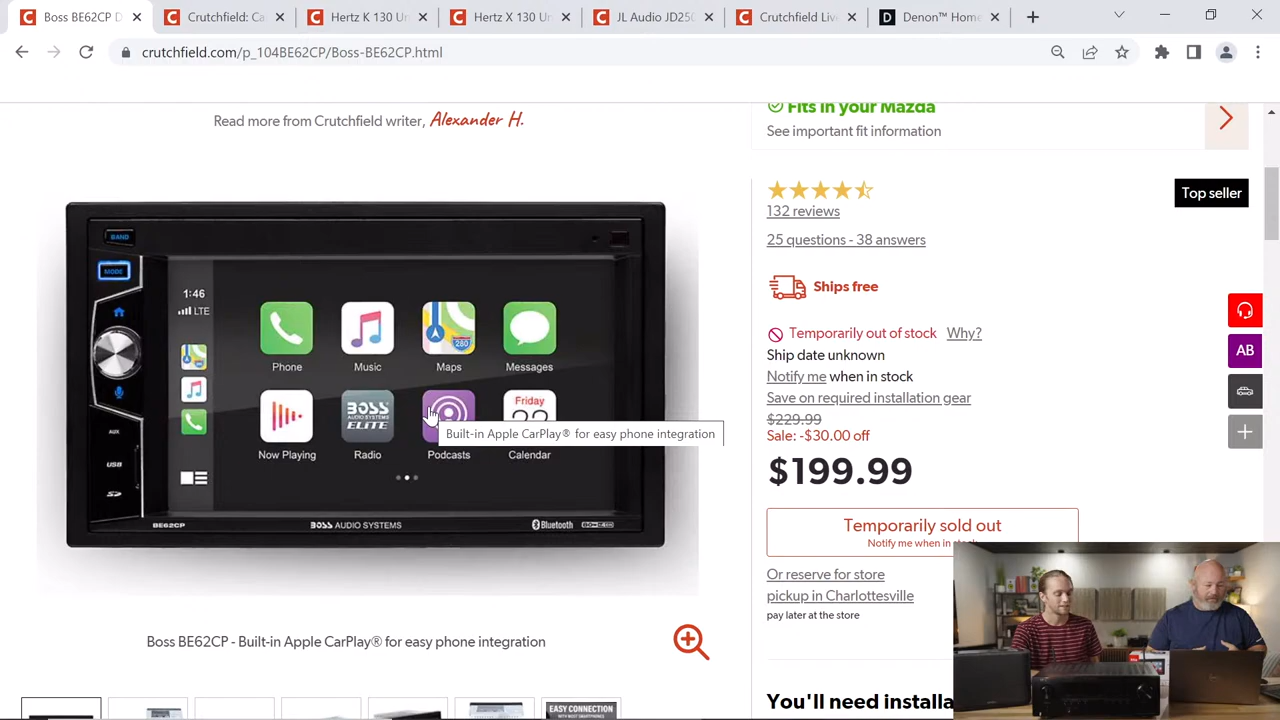 Boss BE62CP D
Crutchfield: Ca
Hertz K 130 Un
Hertz X 130 Un
JL Audio JD250
Crutchfield Live
Denon™ Home
crutchfield.com/p_104BE62CP/Boss-BE62CP.html
Read more from Crutchfield writer, Alexander H.
Fits in your Mazda
See important fit information
132 reviews
Top seller
25 questions - 38 answers
Ships free
Temporarily out of stock Why?
Ship date unknown
Notify me when in stock
Save on required installation gear
$229.99
Sale: -$30.00 off
$199.99
Temporarily sold out
Notify me when in
Or reserve for store
pickup in Charlottesville
pay later at the store
You'll need installa
AB
BAND
MODE
AUX
USB
SD
1:46
LTE
Phone
Music
280
Maps
Messages
BOSS
AUDIO SYSTEMS
ELITE
Friday
Now Playing
Radio
Podcasts
Calendar
Built-in Apple CarPlay® for easy phone integration
BE62CP
BOSS AUDIO SYSTEMS
Bluetooth
Boss BE62CP - Built-in Apple CarPlay® for easy phone integration
EASY CONNECTION